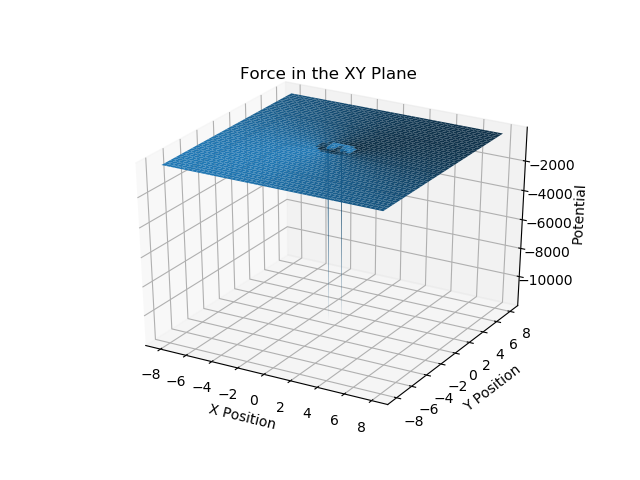 Force in the XY Plane
−2000
−4000
−6000
−8000
−10000
Potential
−8 −6 −4 −2 0 2 4 6 8
X Position
−8 −6 −4 −2 0 2 4 6 8
Y Position